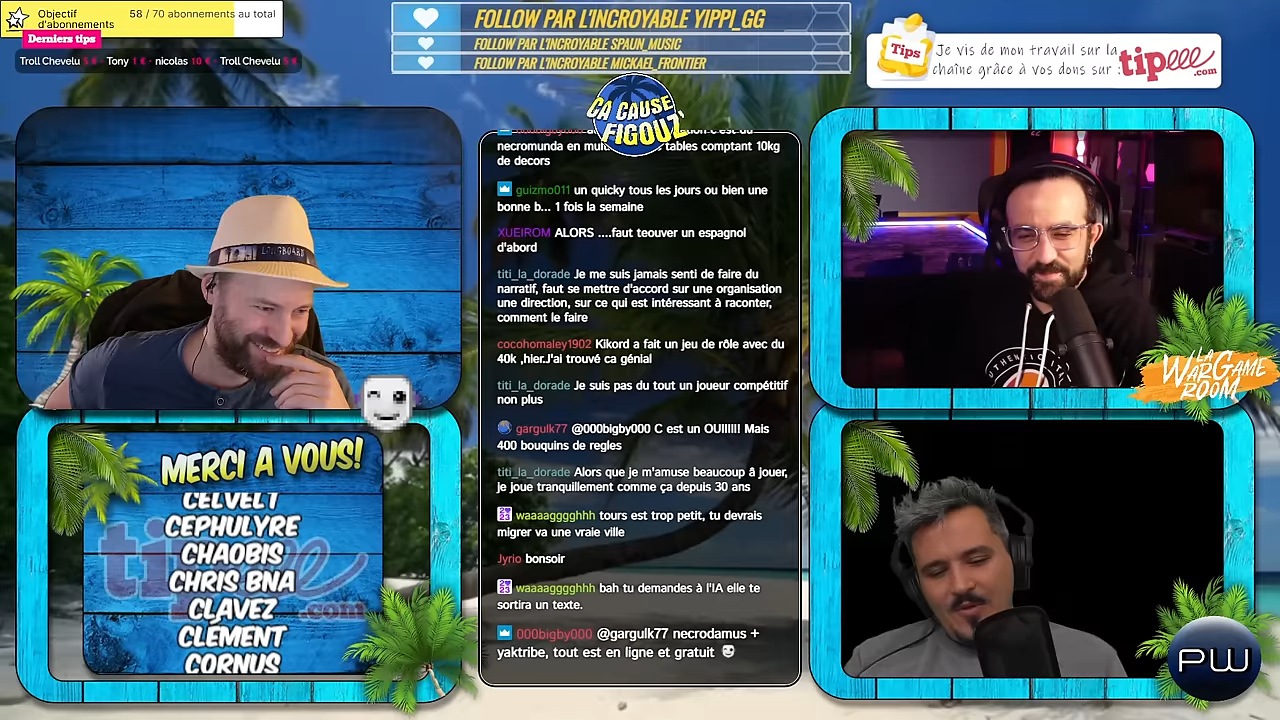 Objectif
d'abonnements
58 / 70 abonnements au total
Derniers tips
Troll Chevelu 5 € · Tony 1 € · nicolas 10 € · Troll Chevelu 5 €
FOLLOW PAR L'INCROYABLE YIPPI_GG
FOLLOW PAR L'INCROYABLE SPAUN_MUSIC
FOLLOW PAR L'INCROYABLE MICKAEL_FRONTIER
Tips
Je vis de mon travail sur la
chaîne grâce à vos dons sur :
tipeee
.com
CA CAUSE
FIGOUZ'
necromunda en
tables comptant 10kg
de decors
guizmo011 un quicky tous les jours ou bien une
bonne b... 1 fois la semaine
XUEIROM ALORS ....faut teouver un espagnol
d'abord
titi_la_dorade Je me suis jamais senti de faire du
narratif, faut se mettre d'accord sur une organisation
une direction, sur ce qui est intéressant à raconter,
comment le faire
cocohomaley1902 Kikord a fait un jeu de rôle avec du
40k ,hier.J'ai trouvé ca génial
titi_la_dorade Je suis pas du tout un joueur compétitif
non plus
gargulk77 @000bigby000 C est un OUI!!!!! Mais
400 bouquins de regles
titi_la_dorade Alors que je m'amuse beaucoup à jouer,
je joue tranquillement comme ça depuis 30 ans
waaaagggghhh tours est trop petit, tu devrais
migrer va une vraie ville
Jyrio bonsoir
waaaagggghhh bah tu demandes à l'IA elle te
sortira un texte.
000bigby000 @gargulk77 necrodamus +
yaktribe, tout est en ligne et gratuit
LONGBOARD
MERCI A VOUS!
CELVELT
CEPHULYRE
CHAOBIS
CHRIS BNA
CLAVEZ
CLÉMENT
CORNUS
LA
WARGAME
ROOM
PW